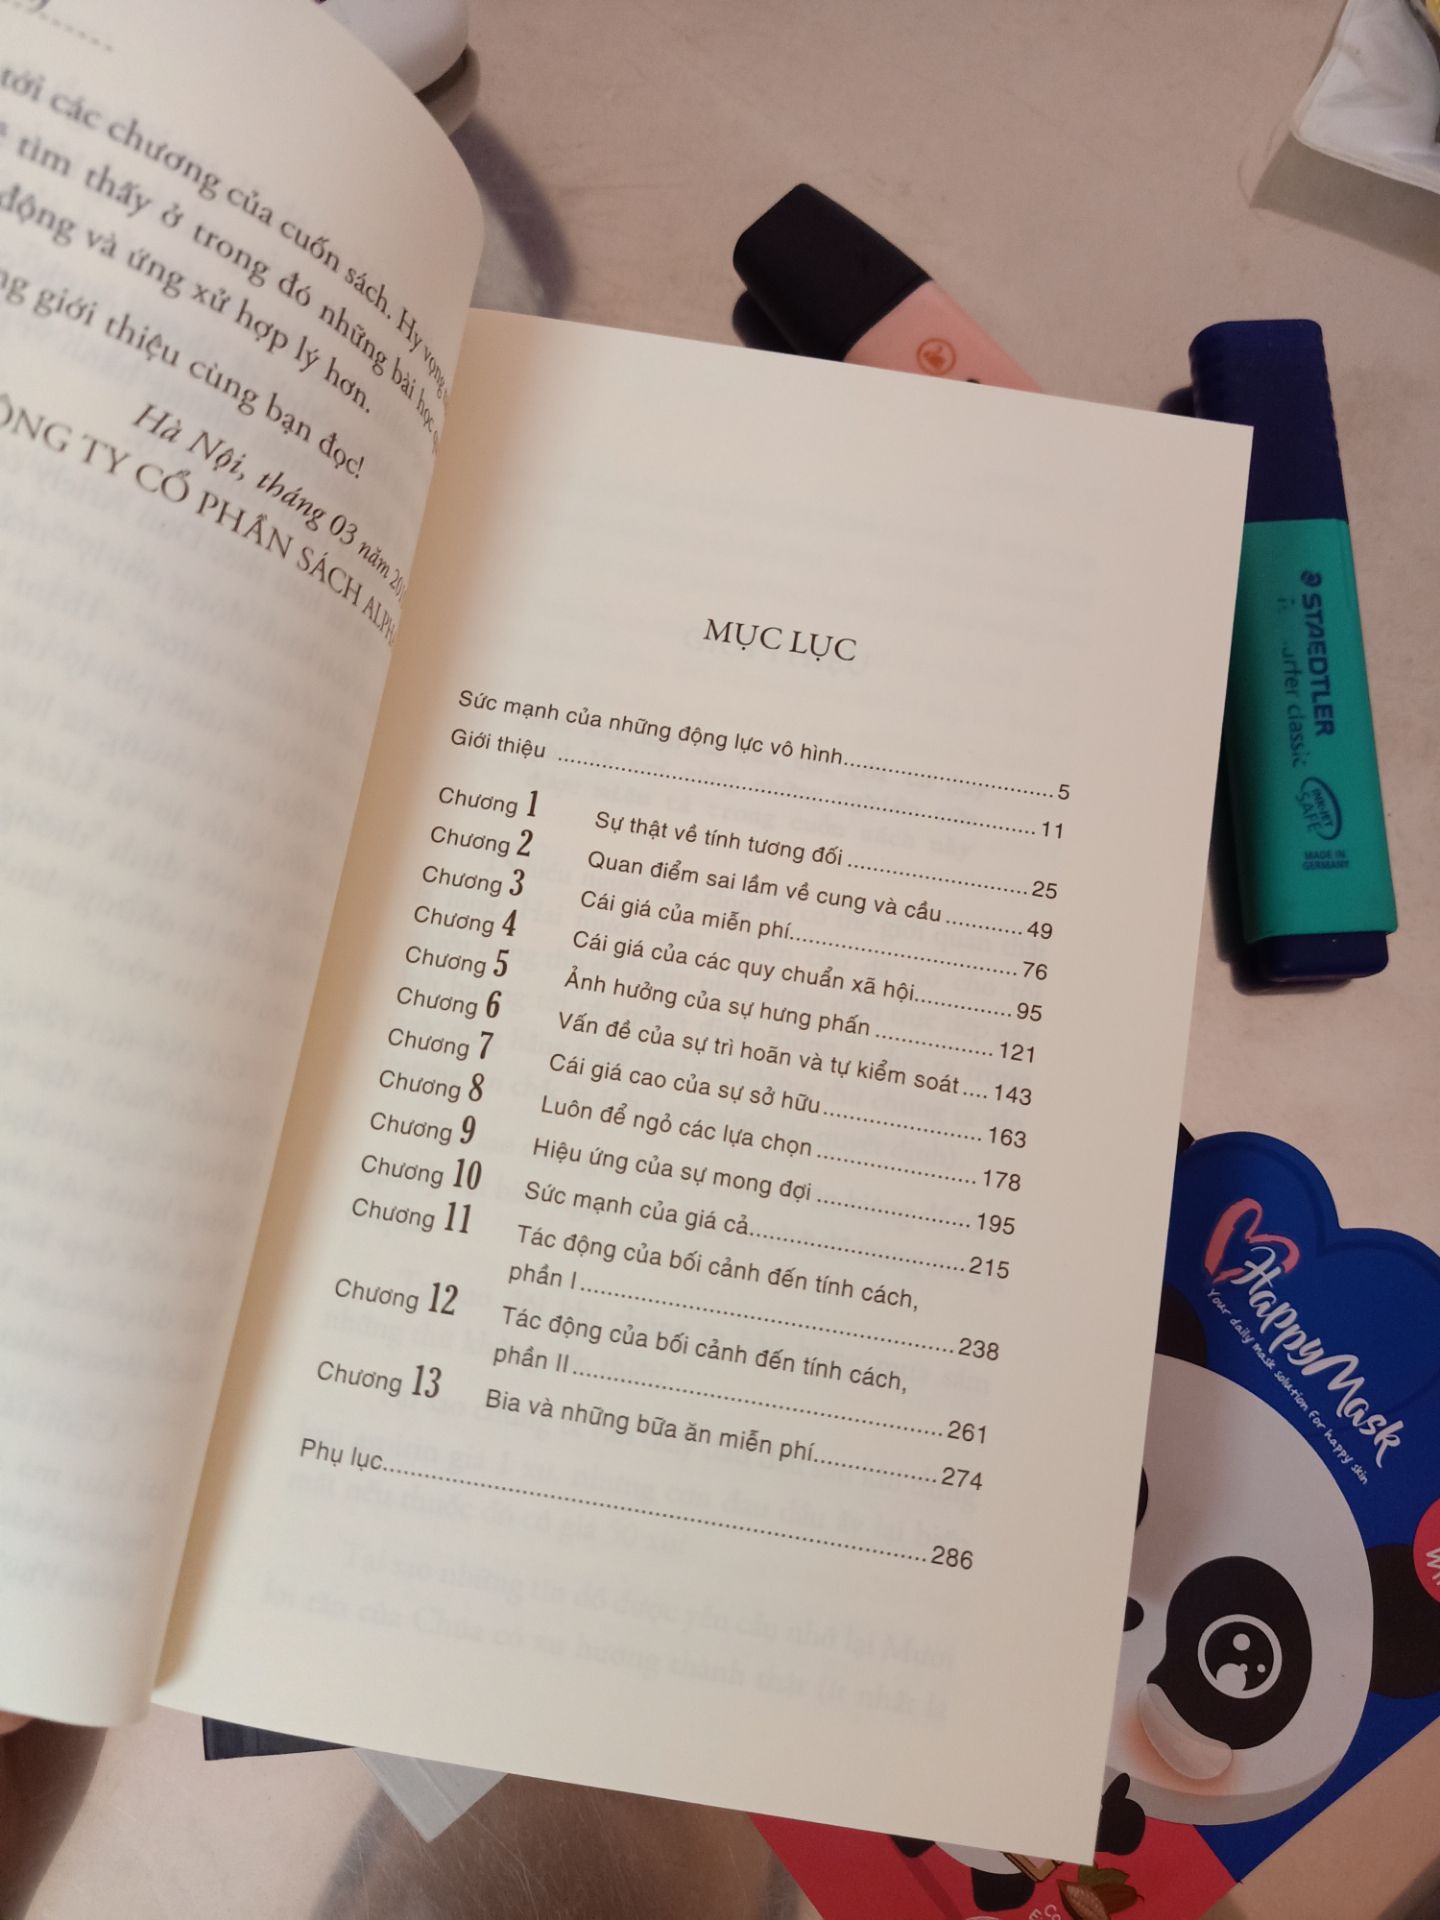 tới các chương của cuốn sách. Hy vọng
tìm thấy ở trong đó những bài học
động và ứng xử hợp lý hơn.
giới thiệu cùng bạn đọc!
Hà Nội, tháng 03 năm
TY CỔ PHẦN SÁCH ALPH
MỤC LỤC
Sức mạnh của những động lực vô hình..........5
Giới thiệu ..........11
Chương 1 Sự thật về tính tương đối ..........25
Chương 2 Quan điểm sai lầm về cung và cầu ..........49
Chương 3 Cái giá của miễn phí..........76
Chương 4 Cái giá của các quy chuẩn xã hội..........95
Chương 5 Ảnh hưởng của sự hưng phấn ..........121
Chương 6 Vấn đề của sự trì hoãn và tự kiểm soát ....143
Chương 7 Cái giá cao của sự sở hữu..........163
Chương 8 Luôn để ngỏ các lựa chọn ..........178
Chương 9 Hiệu ứng của sự mong đợi ..........195
Chương 10 Sức mạnh của giá cả..........215
Chương 11 Tác động của bối cảnh đến tính cách,
phần I..........238
Chương 12 Tác động của bối cảnh đến tính cách,
phần II..........261
Chương 13 Bia và những bữa ăn miễn phí..........274
Phụ lục..........286
STAEDTLER
classic
INK-JET
SAFE
MADE IN
GERMANY
HappyMask
Your daily mask solution for happy skin